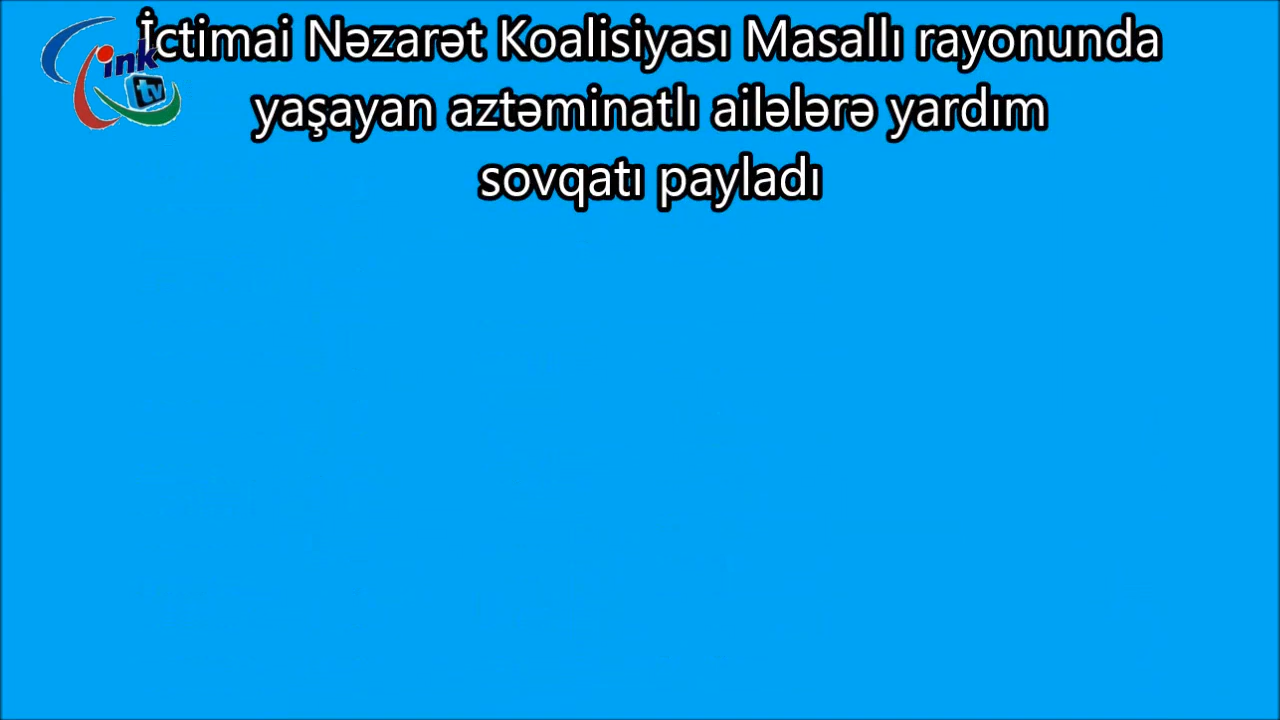 İctimai Nəzarət Koalisiyası Masallı rayonunda
yaşayan aztəminatlı ailələrə yardım
sovqatı payladı
ink
tv